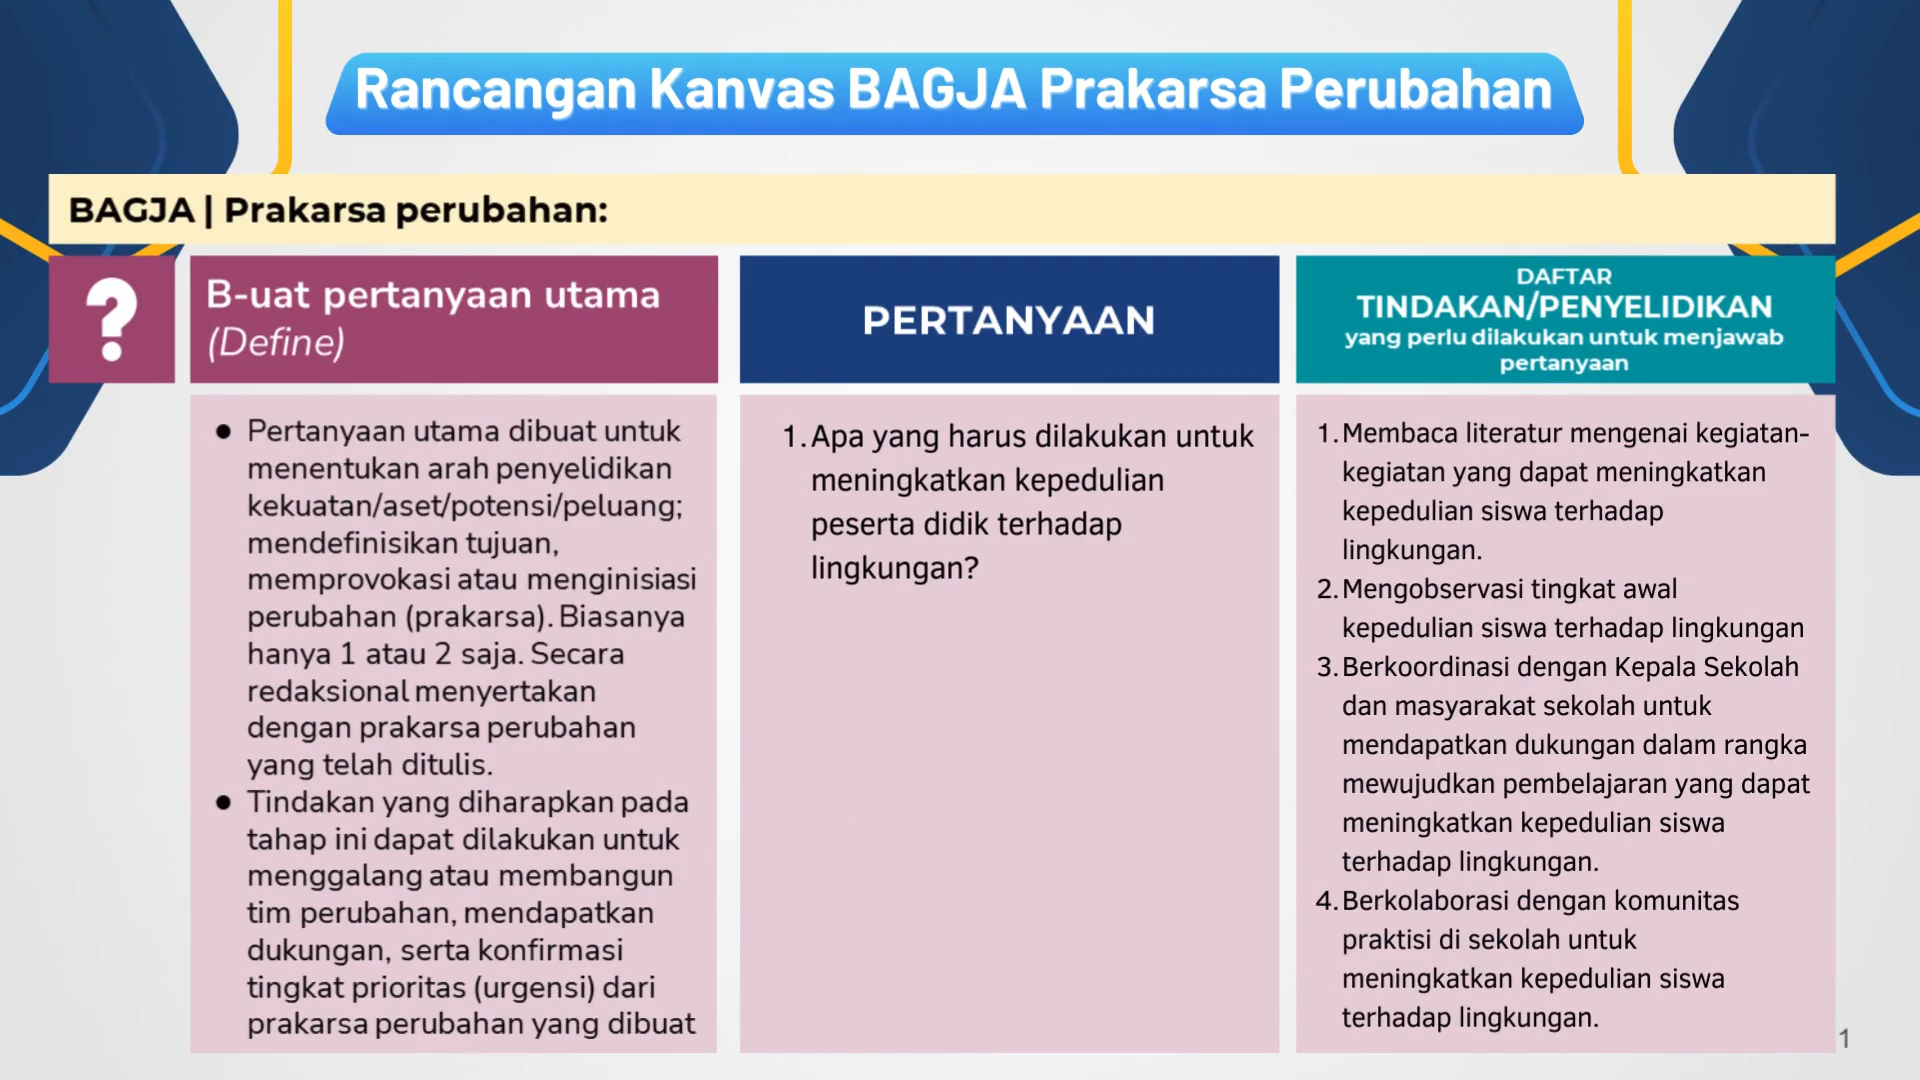 Rancangan Kanvas BAGJA Prakarsa Perubahan
BAGJA | Prakarsa perubahan:
?
B-uat pertanyaan utama
(Define)
PERTANYAAN
DAFTAR
TINDAKAN/PENYELIDIKAN
yang perlu dilakukan untuk menjawab
pertanyaan
● Pertanyaan utama dibuat untuk
menentukan arah penyelidikan
kekuatan/aset/potensi/peluang;
mendefinisikan tujuan,
memprovokasi atau menginisiasi
perubahan (prakarsa). Biasanya
hanya 1 atau 2 saja. Secara
redaksional menyertakan
dengan prakarsa perubahan
yang telah ditulis.
● Tindakan yang diharapkan pada
tahap ini dapat dilakukan untuk
menggalang atau membangun
tim perubahan, mendapatkan
dukungan, serta konfirmasi
tingkat prioritas (urgensi) dari
prakarsa perubahan yang dibuat
1. Apa yang harus dilakukan untuk
meningkatkan kepedulian
peserta didik terhadap
lingkungan?
1. Membaca literatur mengenai kegiatan-
kegiatan yang dapat meningkatkan
kepedulian siswa terhadap
lingkungan.
2. Mengobservasi tingkat awal
kepedulian siswa terhadap lingkungan
3. Berkoordinasi dengan Kepala Sekolah
dan masyarakat sekolah untuk
mendapatkan dukungan dalam rangka
mewujudkan pembelajaran yang dapat
meningkatkan kepedulian siswa
terhadap lingkungan.
4. Berkolaborasi dengan komunitas
praktisi di sekolah untuk
meningkatkan kepedulian siswa
terhadap lingkungan.
1